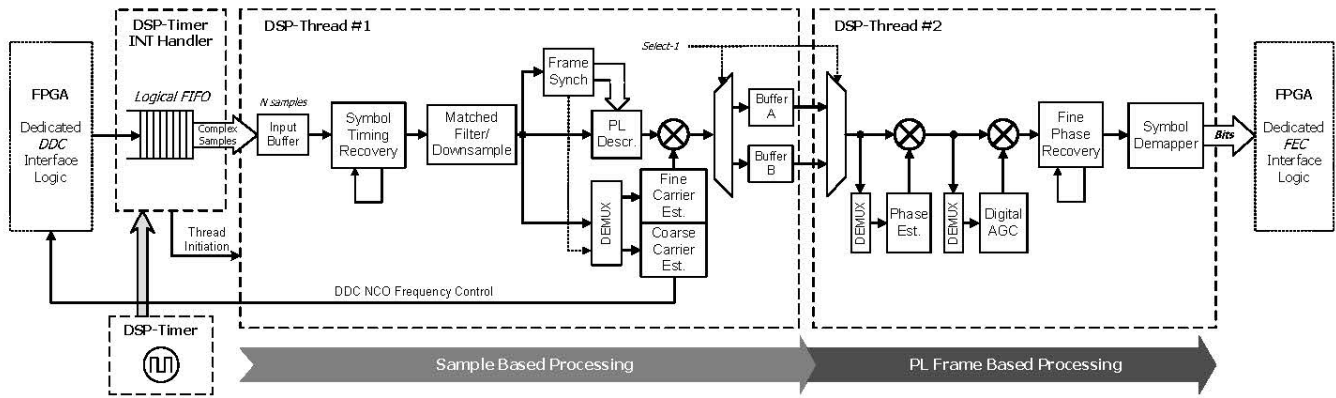 DSP-Timer
INT Handler
DSP-Thread #1
DSP-Thread #2
FPGA
Dedicated
DDC
Interface
Logic
Logical FIFO
Complex
Samples
N samples
Input
Buffer
Symbol
Timing
Recovery
Matched
Filter/
Downsample
Frame
Synch
PL
Descr.
Select-1
Buffer
A
Buffer
B
DEMUX
Fine
Carrier
Est.
Coarse
Carrier
Est.
DEMUX
Phase
Est.
DEMUX
Digital
AGC
Fine
Phase
Recovery
Symbol
Demapper
Bits
FPGA
Dedicated
FEC
Interface
Logic
Thread
Initiation
DDC NCO Frequency Control
DSP-Timer
Sample Based Processing
PL Frame Based Processing